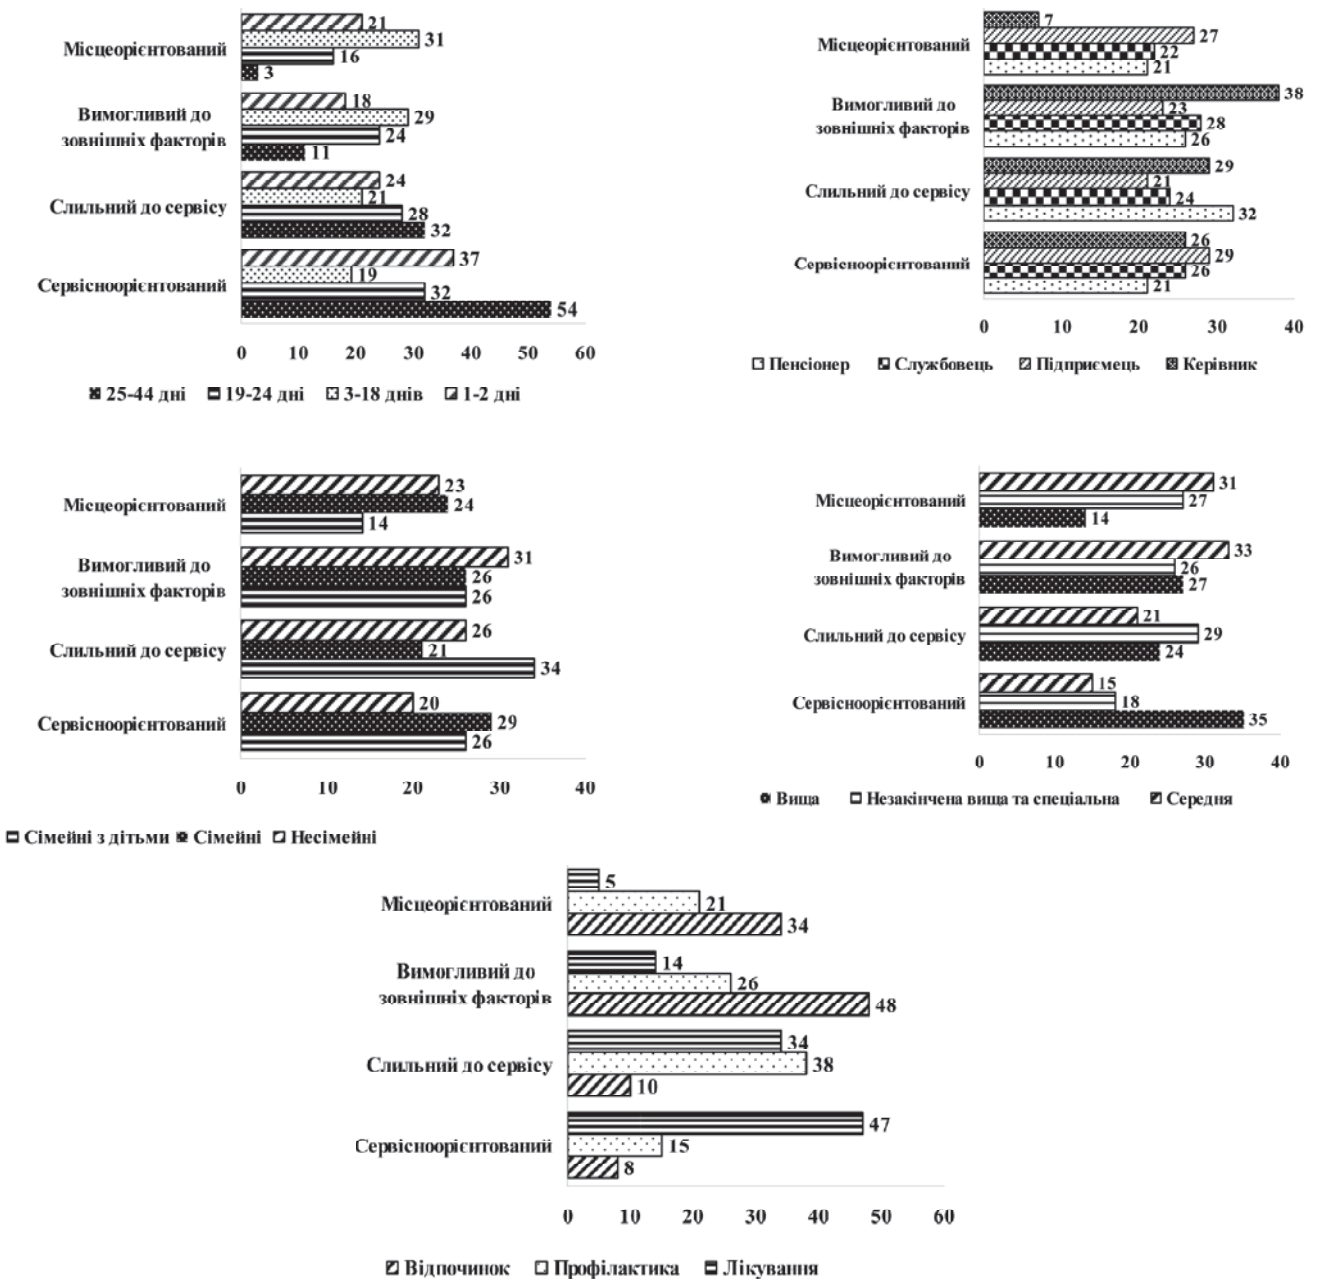 Місцеорієнтований
21
31
16
3
Вимогливий до
зовнішніх факторів
18
29
24
11
Слильний до сервісу
24
21
28
32
Сервісноорієнтований
37
19
32
54
0 10 20 30 40 50 60
25-44 дні 19-24 дні 3-18 днів 1-2 дні
Місцеорієнтований
7
27
22
21
Вимогливий до
зовнішніх факторів
38
23
28
26
Слильний до сервісу
29
21
24
32
Сервісноорієнтований
26
29
26
21
0 10 20 30 40
Пенсіонер Службовець Підприємець Керівник
Місцеорієнтований
23
24
14
Вимогливий до
зовнішніх факторів
31
26
26
Слильний до сервісу
26
21
34
Сервісноорієнтований
20
29
26
0 10 20 30 40
Сімейні з дітьми Сімейні Несімейні
Місцеорієнтований
31
27
14
Вимогливий до
зовнішніх факторів
33
26
27
Слильний до сервісу
21
29
24
Сервісноорієнтований
15
18
35
0 10 20 30 40
Вища Незакінчена вища та спеціальна Середня
Місцеорієнтований
5
21
34
Вимогливий до
зовнішніх факторів
14
26
48
Слильний до сервісу
34
38
10
Сервісноорієнтований
47
15
8
0 10 20 30 40 50 60
Відпочинок Профілактика Лікування